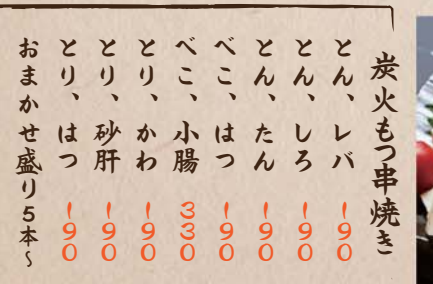 炭火もつ串焼き
とん、レバ 190
とん、しろ 190
とん、たん 190
べこ、はつ 190
べこ、小腸 330
とり、かわ 190
とり、砂肝 190
とり、はつ 190
おまかせ盛り5本~